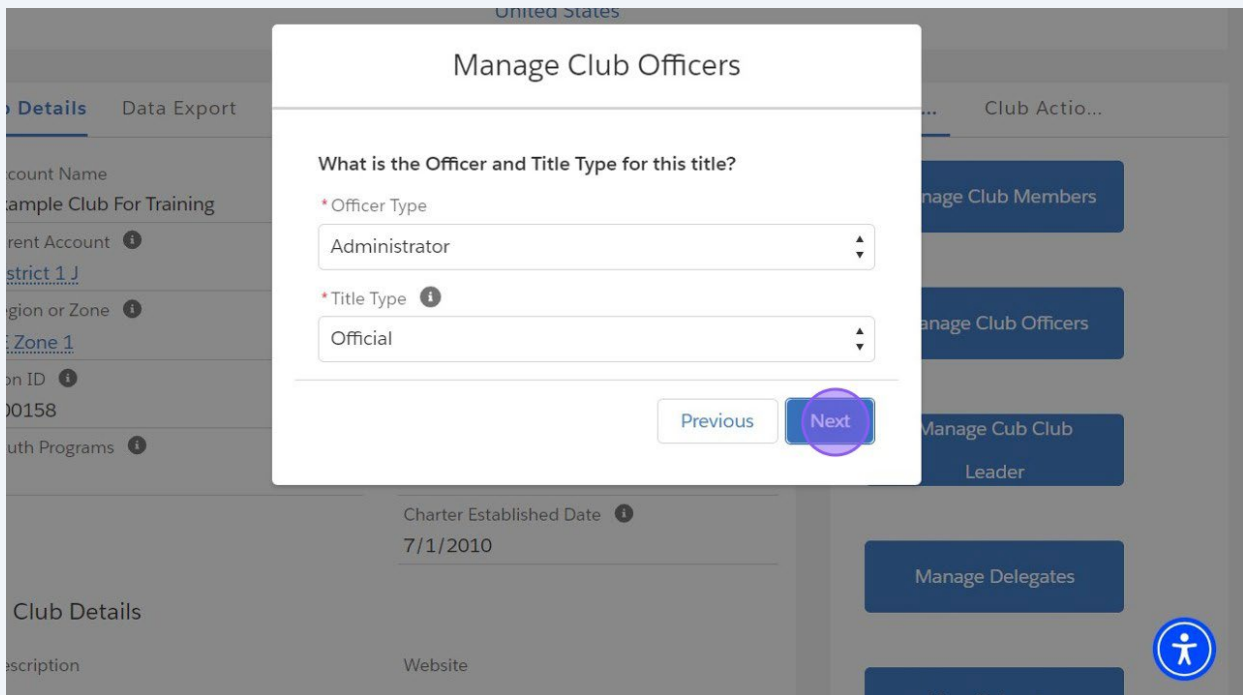 United States
Manage Club Officers
Details
Data Export
...
Club Actio...
What is the Officer and Title Type for this title?
* Officer Type
Administrator
* Title Type
Official
Previous
Next
count Name
ample Club For Training
rent Account
strict 1 J
gion or Zone
Zone 1
on ID
00158
uth Programs
nage Club Members
anage Club Officers
Manage Cub Club
Leader
Charter Established Date
7/1/2010
Manage Delegates
Club Details
escription
Website